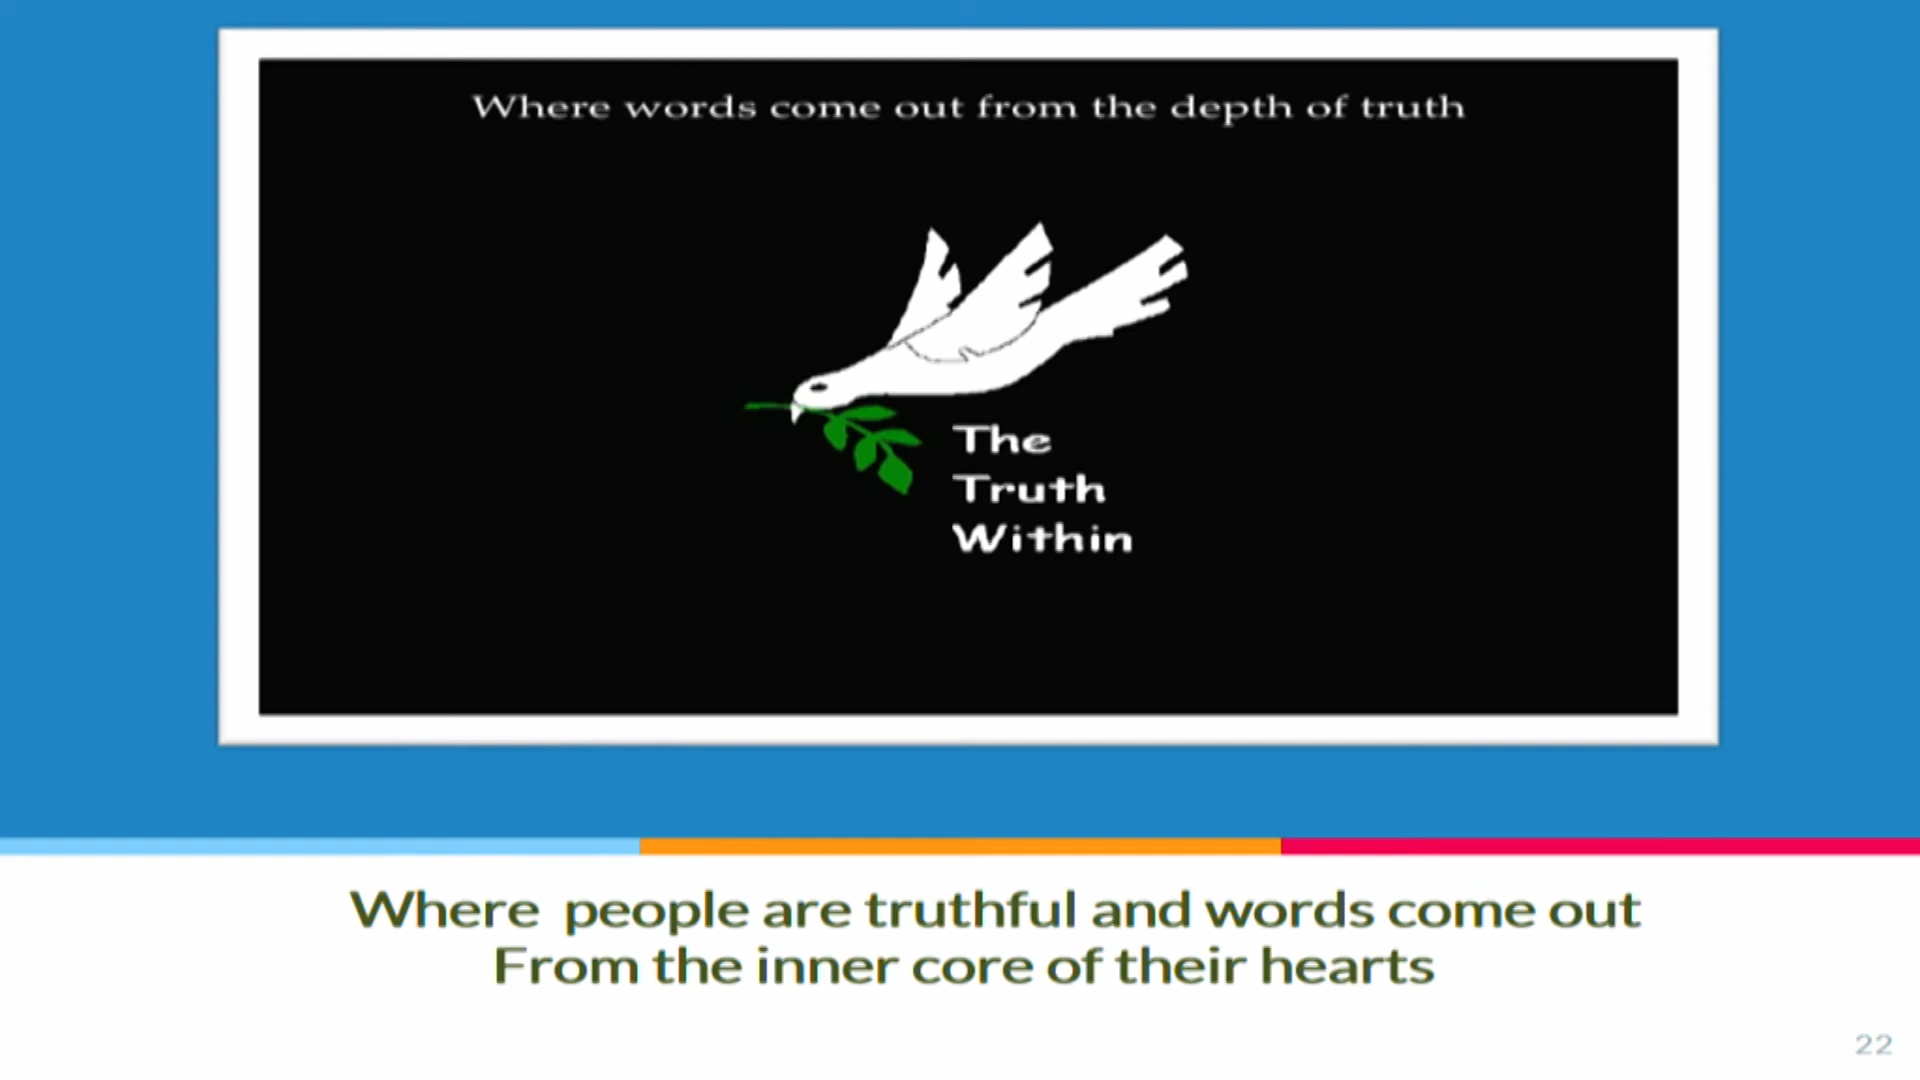 Where words come out from the depth of truth
The
Truth
Within
Where people are truthful and words come out
From the inner core of their hearts
22